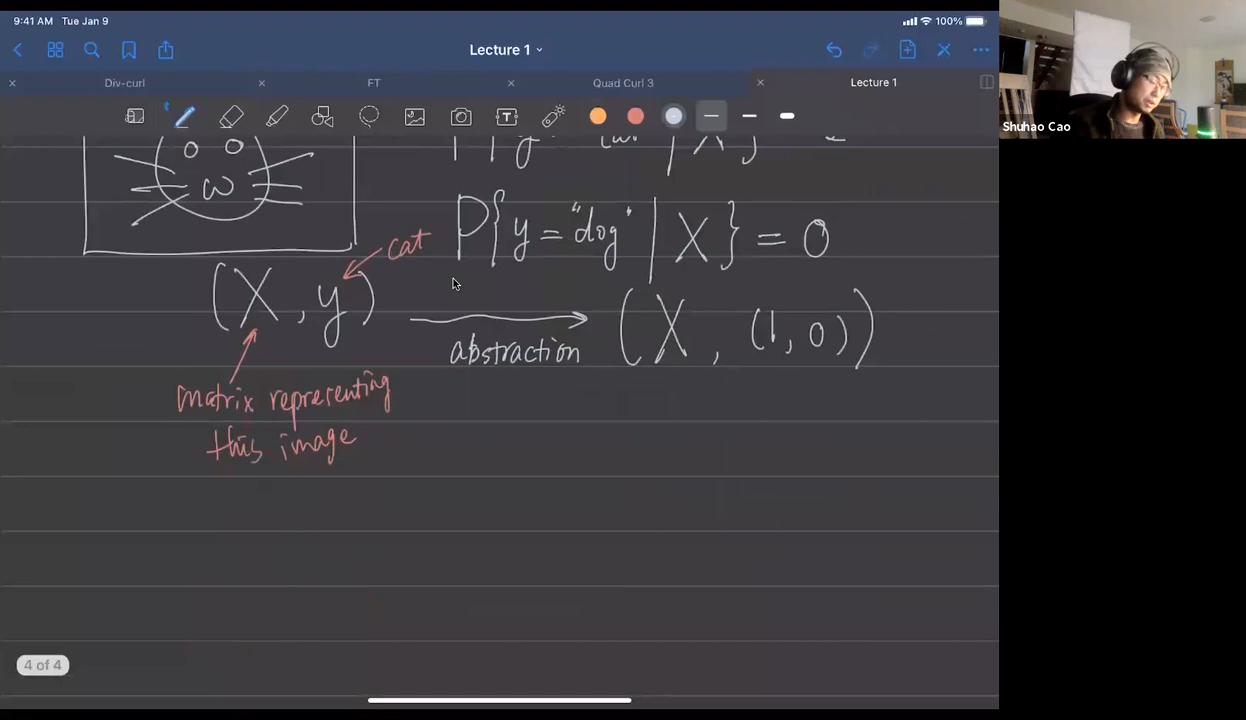 9:41 AM Tue Jan 9
100%
Lecture 1
Div-curl
FT
Quad Curl 3
Lecture 1
T
Shuhao Cao
ω
P{y = "dog" | X} = 0
cat
(X, y)
abstraction
(X, (1, 0))
matrix representing
this image
4 of 4